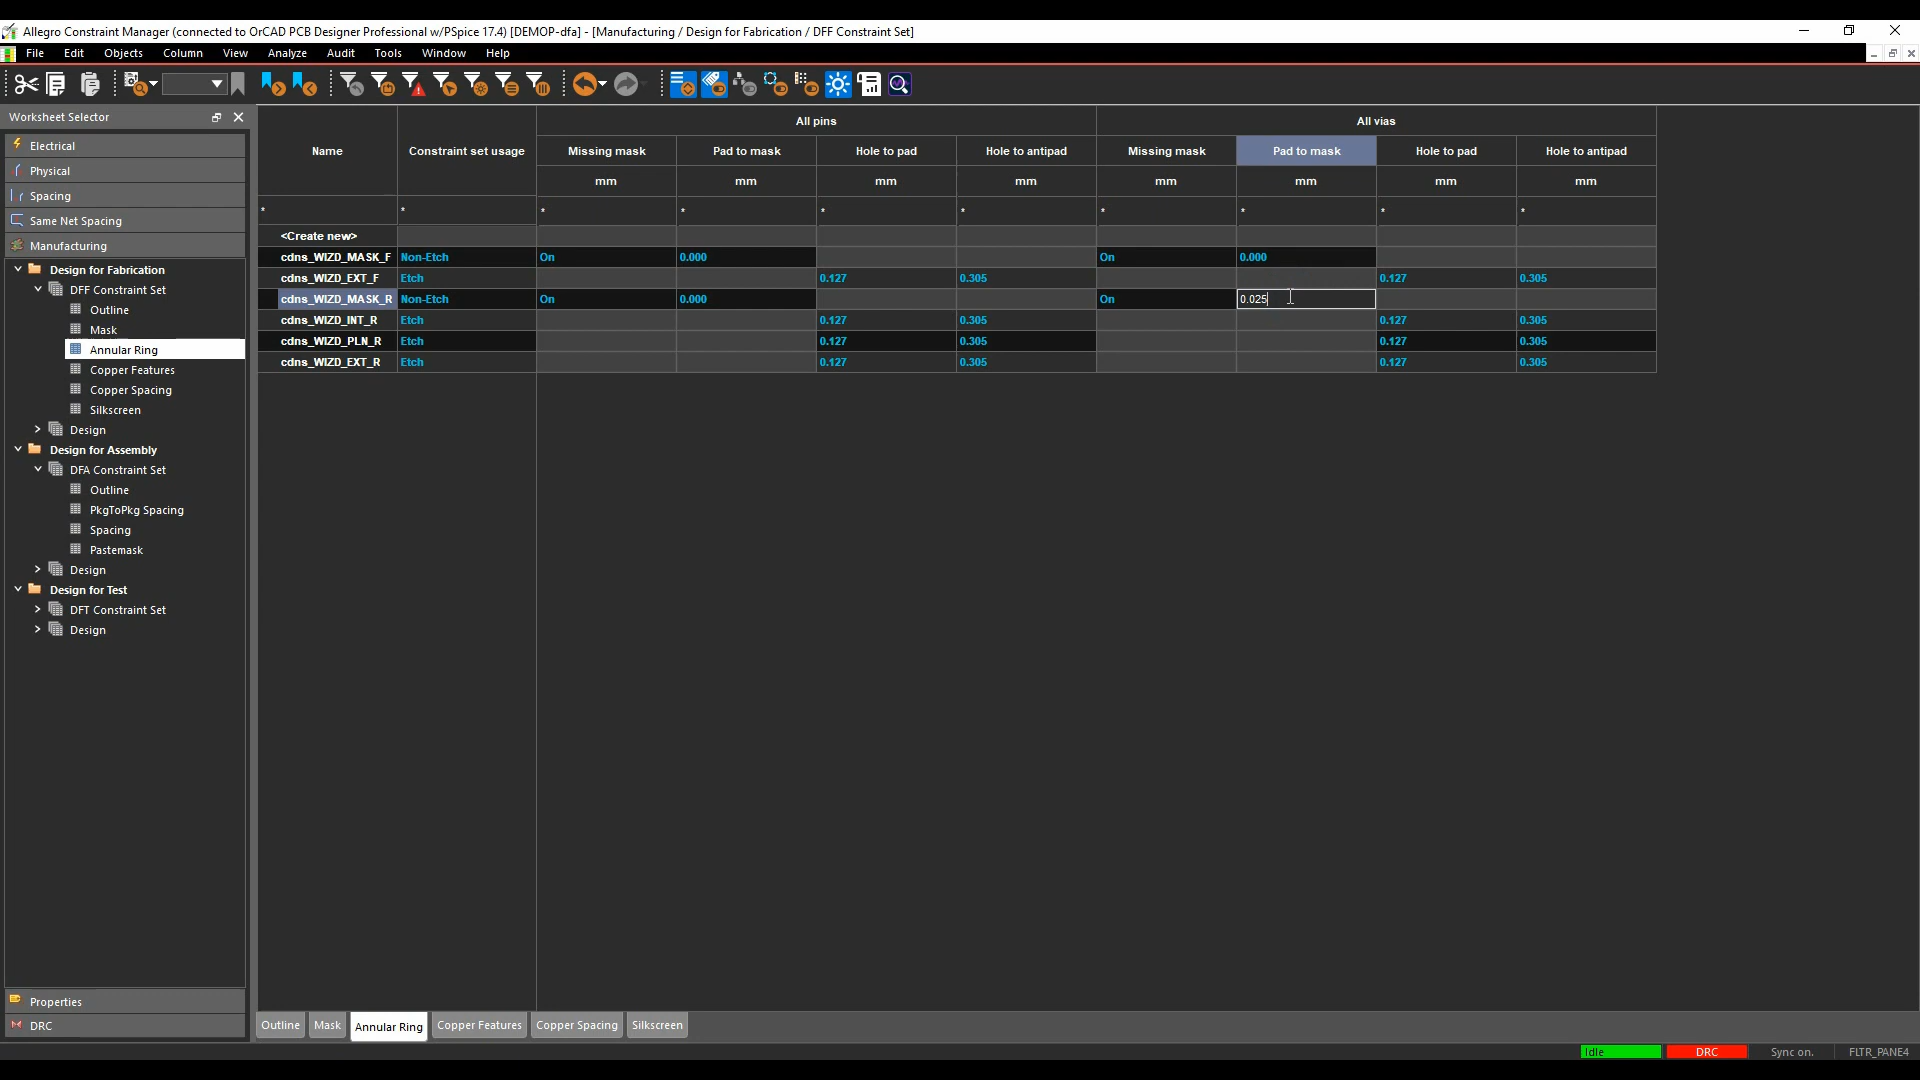 Allegro Constraint Manager (connected to OrCAD PCB Designer Professional w/PSpice 17.4) [DEMOP-dfa] - [Manufacturing / Design for Fabrication / DFF Constraint Set]
File Edit Objects Column View Analyze Audit Tools Window Help
Worksheet Selector
Electrical
Physical
Spacing
Same Net Spacing
Manufacturing
Design for Fabrication
DFF Constraint Set
Outline
Mask
Annular Ring
Copper Features
Copper Spacing
Silkscreen
Design
Design for Assembly
DFA Constraint Set
Outline
PkgToPkg Spacing
Spacing
Pastemask
Design
Design for Test
DFT Constraint Set
Design
Properties
DRC
All pins All vias
Name Constraint set usage Missing mask Pad to mask Hole to pad Hole to antipad Missing mask Pad to mask Hole to pad Hole to antipad
mm mm mm mm mm mm mm mm
* * * * * * * * * *
<Create new>
cdns_WIZD_MASK_F Non-Etch On 0.000 On 0.000
cdns_WIZD_EXT_F Etch 0.127 0.305 0.127 0.305
cdns_WIZD_MASK_R Non-Etch On 0.000 On 0.025
cdns_WIZD_INT_R Etch 0.127 0.305 0.127 0.305
cdns_WIZD_PLN_R Etch 0.127 0.305 0.127 0.305
cdns_WIZD_EXT_R Etch 0.127 0.305 0.127 0.305
Outline Mask Annular Ring Copper Features Copper Spacing Silkscreen
Idle DRC Sync on. FLTR_PANE4